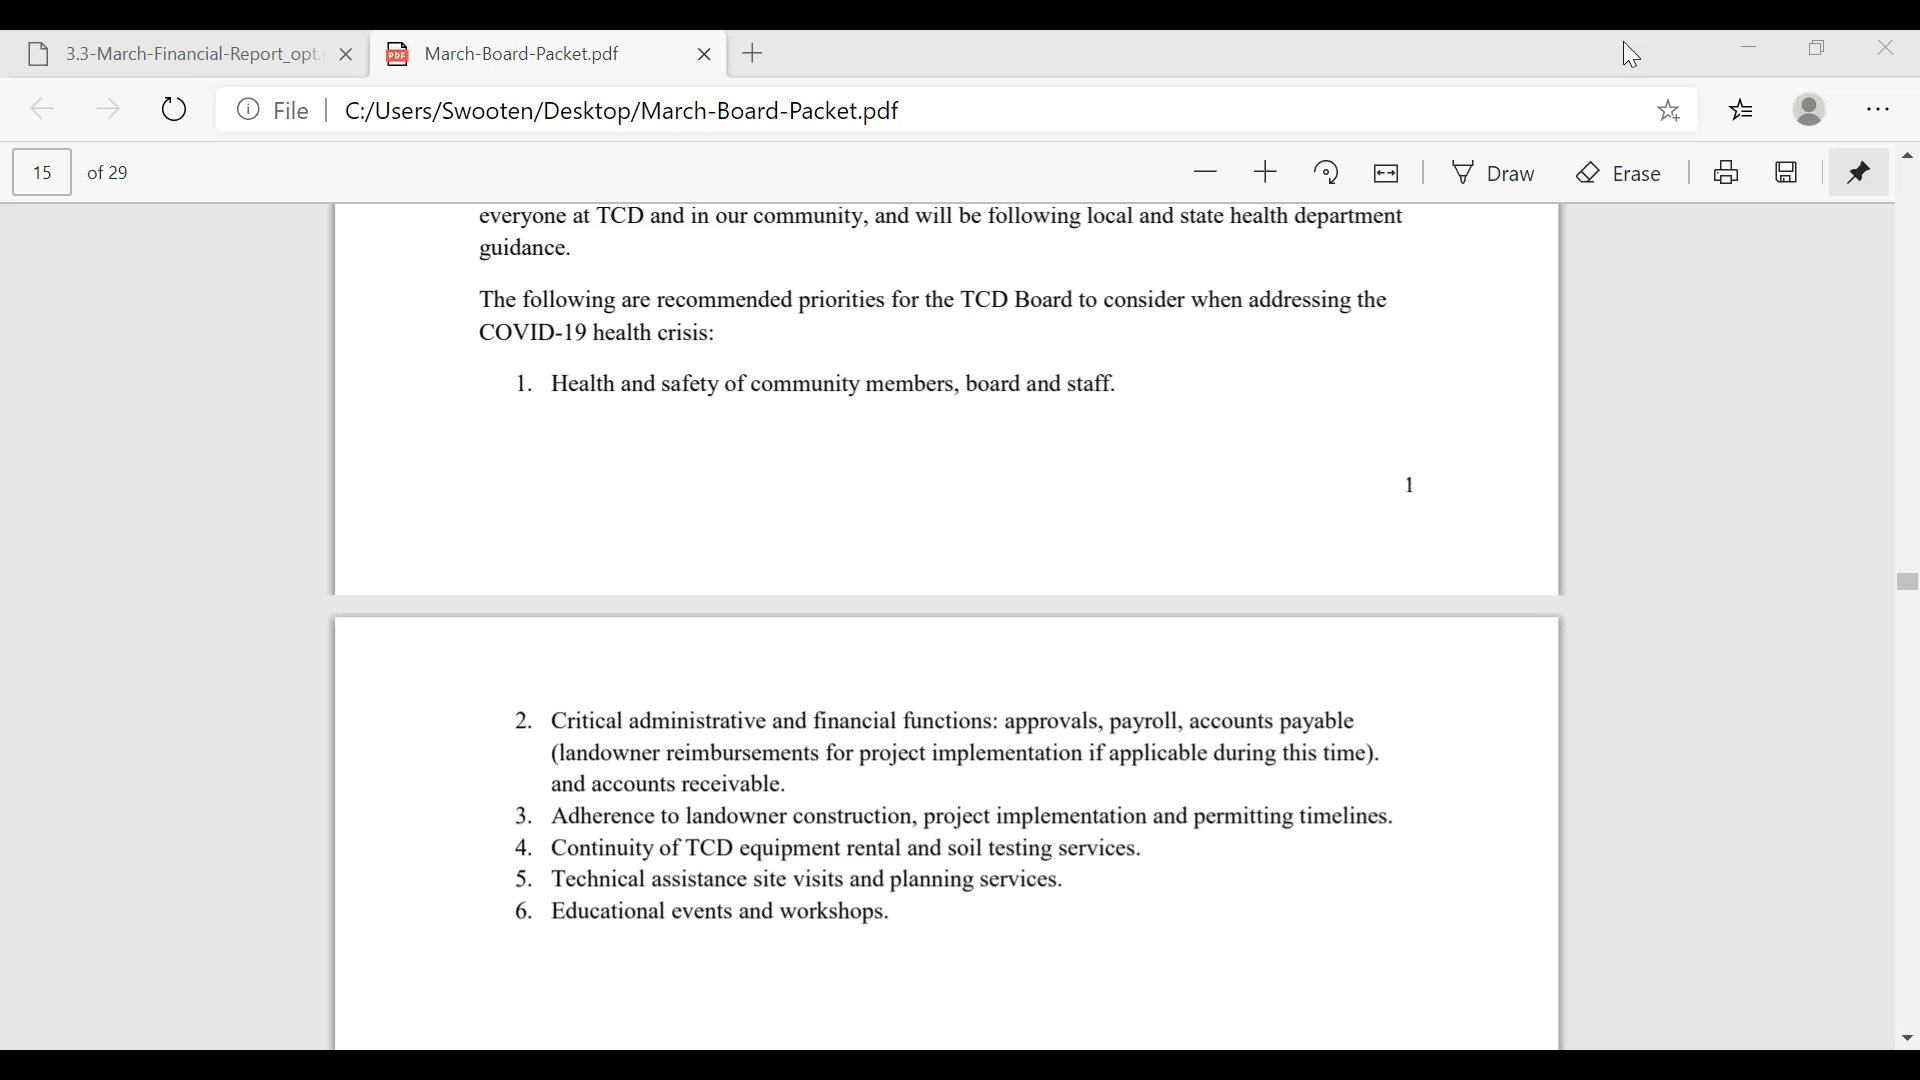 3.3-March-Financial-Report_opt.
March-Board-Packet.pdf
File
C:/Users/Swooten/Desktop/March-Board-Packet.pdf
15 of 29
Draw
Erase
everyone at TCD and in our community, and will be following local and state health department
guidance.
The following are recommended priorities for the TCD Board to consider when addressing the
COVID-19 health crisis:
1. Health and safety of community members, board and staff.
1
2. Critical administrative and financial functions: approvals, payroll, accounts payable
(landowner reimbursements for project implementation if applicable during this time).
and accounts receivable.
3. Adherence to landowner construction, project implementation and permitting timelines.
4. Continuity of TCD equipment rental and soil testing services.
5. Technical assistance site visits and planning services.
6. Educational events and workshops.